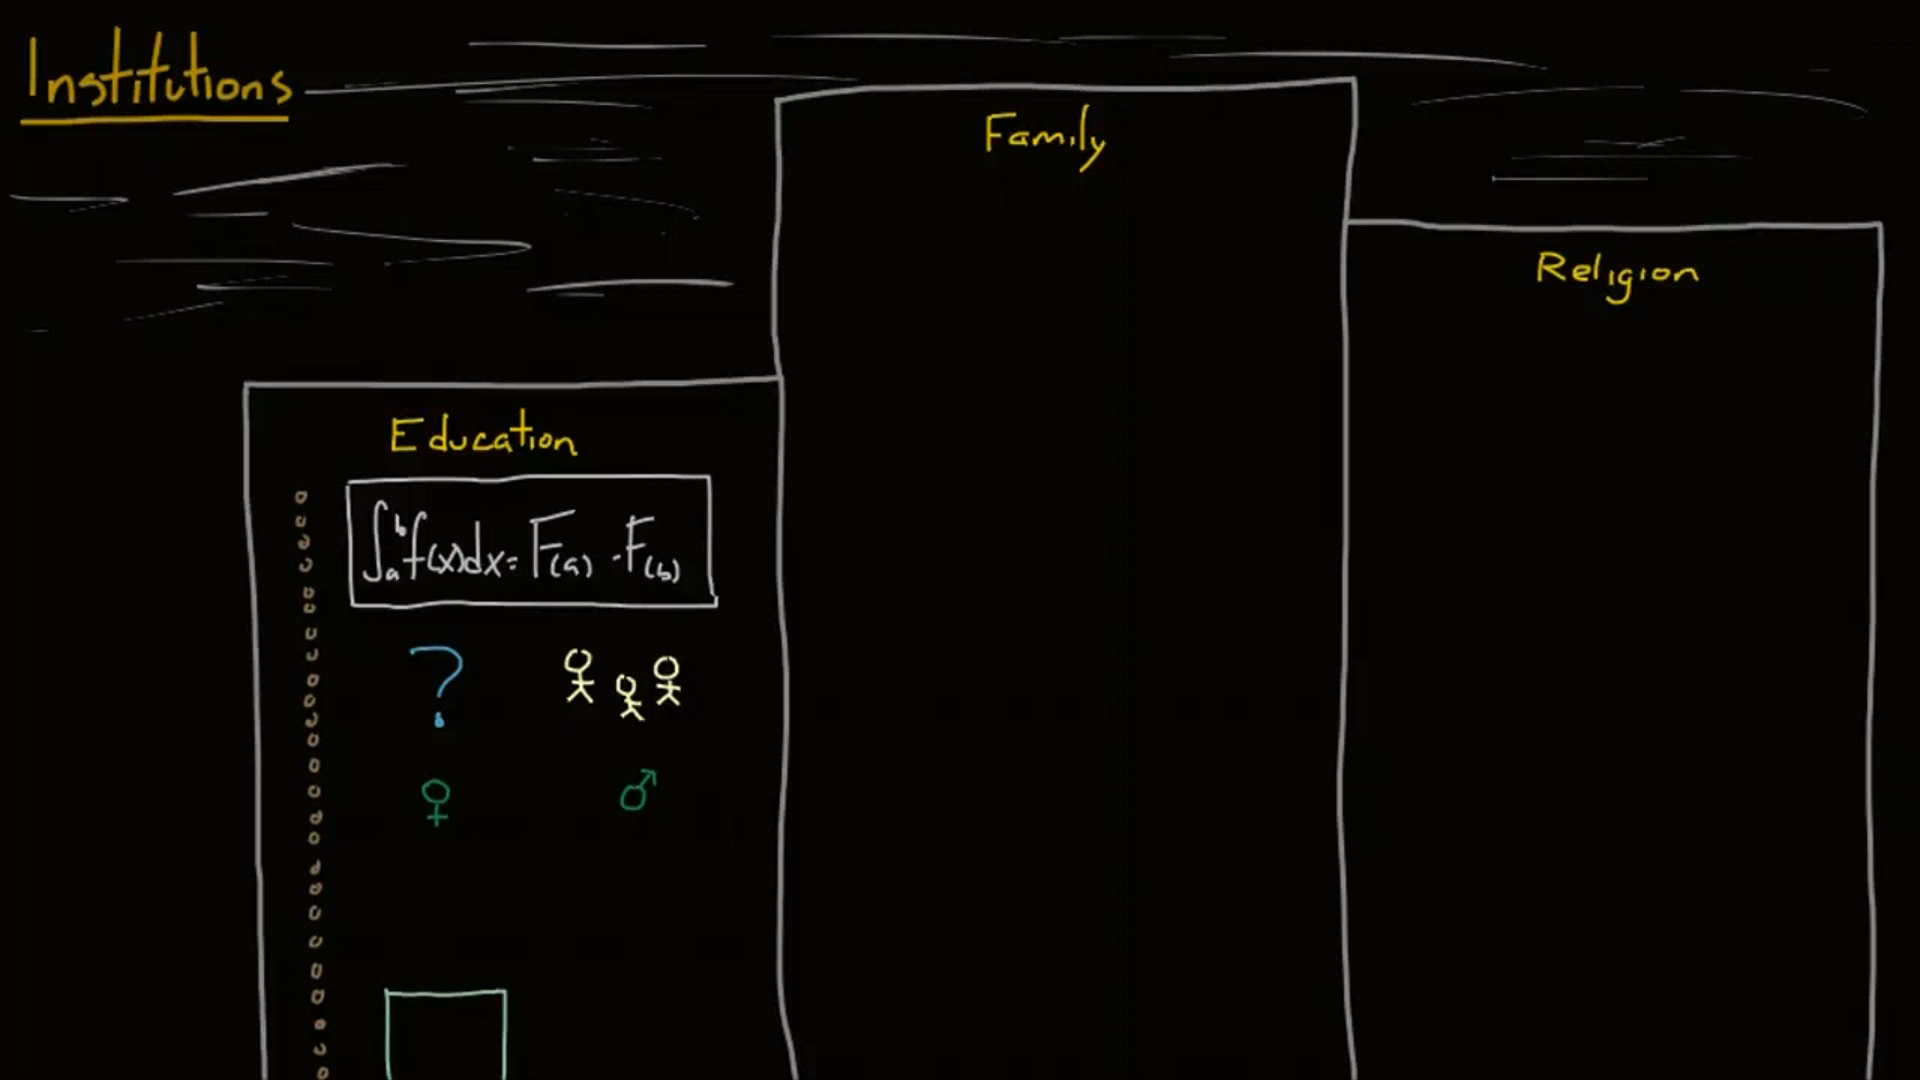 Institutions
Family
Religion
Education
∫ₐᵇf(x)dx=F(a) -F(b)
?
♀ ♂